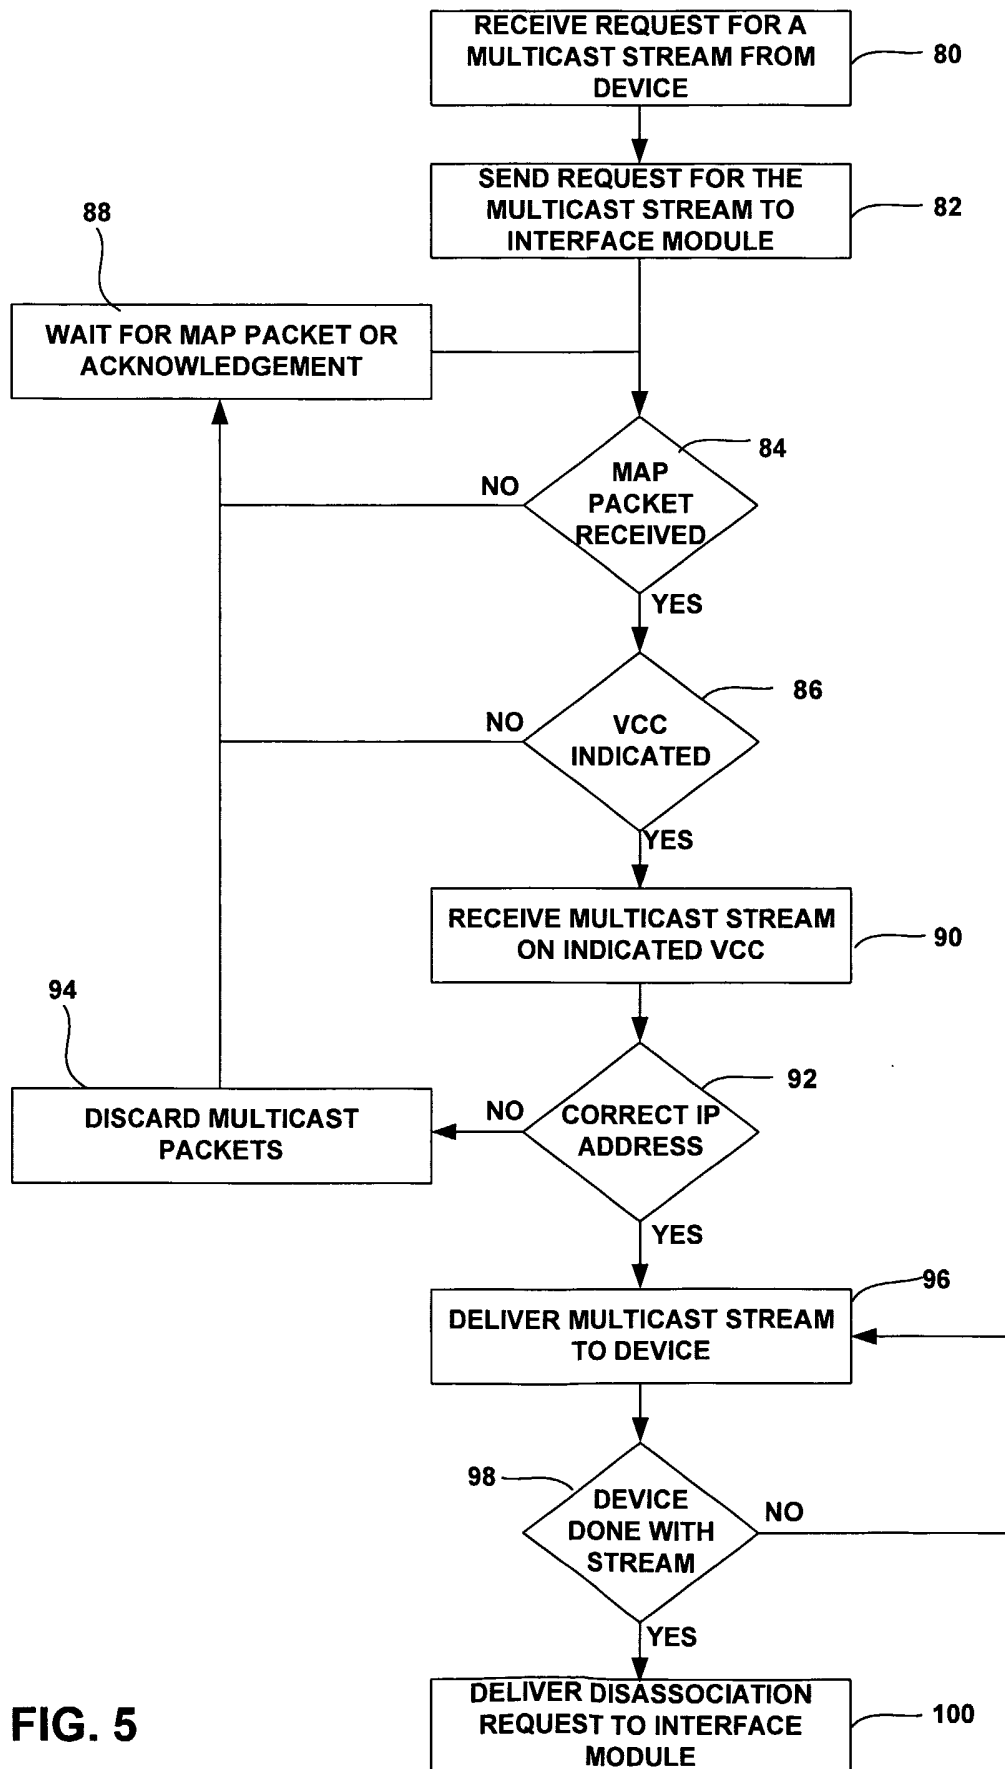 RECEIVE REQUEST FOR A
MULTICAST STREAM FROM
DEVICE
80
SEND REQUEST FOR THE
MULTICAST STREAM TO
INTERFACE MODULE
82
88
WAIT FOR MAP PACKET OR
ACKNOWLEDGEMENT
84
MAP
PACKET
RECEIVED
NO
YES
86
VCC
INDICATED
NO
YES
RECEIVE MULTICAST STREAM
ON INDICATED VCC
90
94
DISCARD MULTICAST
PACKETS
92
NO
CORRECT IP
ADDRESS
YES
96
DELIVER MULTICAST STREAM
TO DEVICE
98
DEVICE
DONE WITH
STREAM
NO
YES
DELIVER DISASSOCIATION
REQUEST TO INTERFACE
MODULE
100
FIG. 5